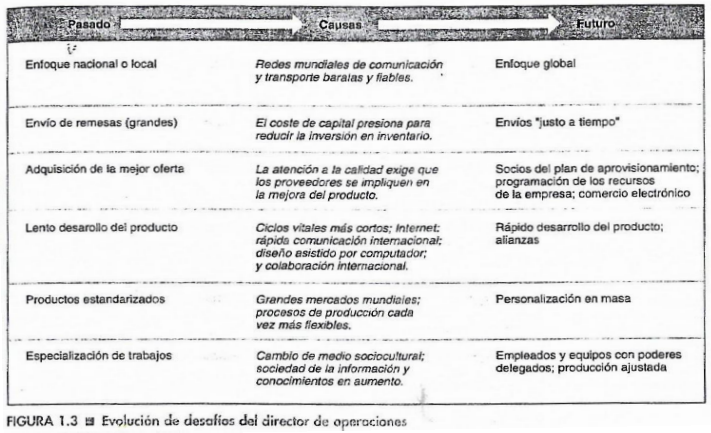 Pasado
Causas
Futuro
Enfoque nacional o local
Redes mundiales de comunicación
y transporte baratas y fiables.
Enfoque global
Envío de remesas (grandes)
El coste de capital presiona para
reducir la inversión en inventario.
Envíos "justo a tiempo"
Adquisición de la mejor oferta
La atención a la calidad exige que
los proveedores se impliquen en
la mejora del producto.
Socios del plan de aprovisionamiento;
programación de los recursos
de la empresa; comercio electrónico
Lento desarollo del producto
Ciclos vitales más cortos; Internet:
rápida comunicación internacional;
diseño asistido por computador;
y colaboración internacional.
Rápido desarrollo del producto;
alianzas
Productos estandarizados
Grandes mercados mundiales;
procesos de producción cada
vez más flexibles.
Personalización en masa
Especialización de trabajos
Cambio de medio sociocultural;
sociedad de la información y
conocimientos en aumento.
Empleados y equipos con poderes
delegados; producción ajustada
FIGURA 1.3 Evolución de desafíos del director de operaciones